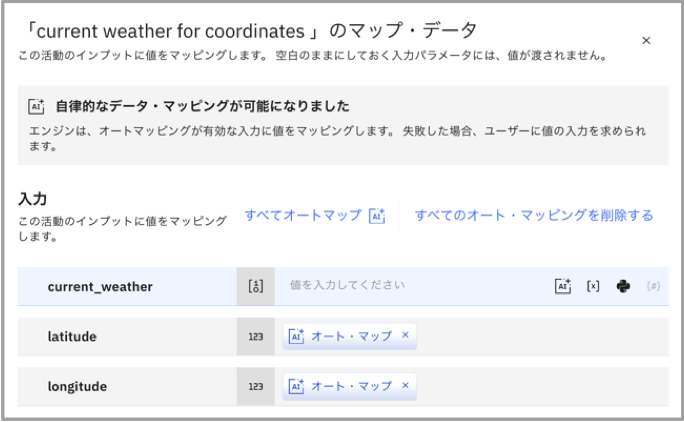 「current weather for coordinates 」のマップ・データ
この活動のインプットに値をマッピングします。 空白のままにしておく入力パラメータには、値が渡されません。
×
AI 自律的なデータ・マッピングが可能になりました
エンジンは、オートマッピングが有効な入力に値をマッピングします。 失敗した場合、ユーザーに値の入力を求められ
ます。
入力
この活動のインプットに値をマッピング
します。
すべてオートマップ AI
すべてのオート・マッピングを削除する
current_weather 値を入力してください AI [x] {#}
latitude 123 AI オート・マップ ×
longitude 123 AI オート・マップ ×